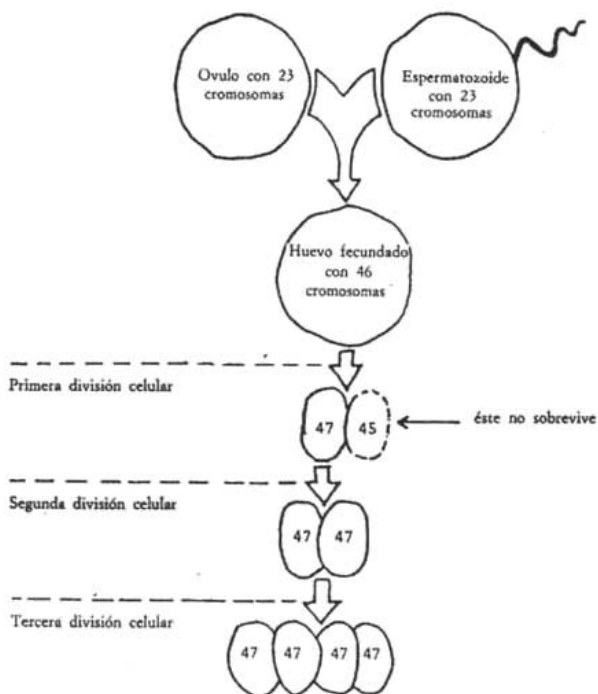 Ovulo con 23
cromosomas
Espermatozoide
con 23
cromosomas
Huevo fecundado
con 46
cromosomas
Primera división celular
47 45
éste no sobrevive
Segunda división celular
47 47
Tercera división celular
47 47 47 47